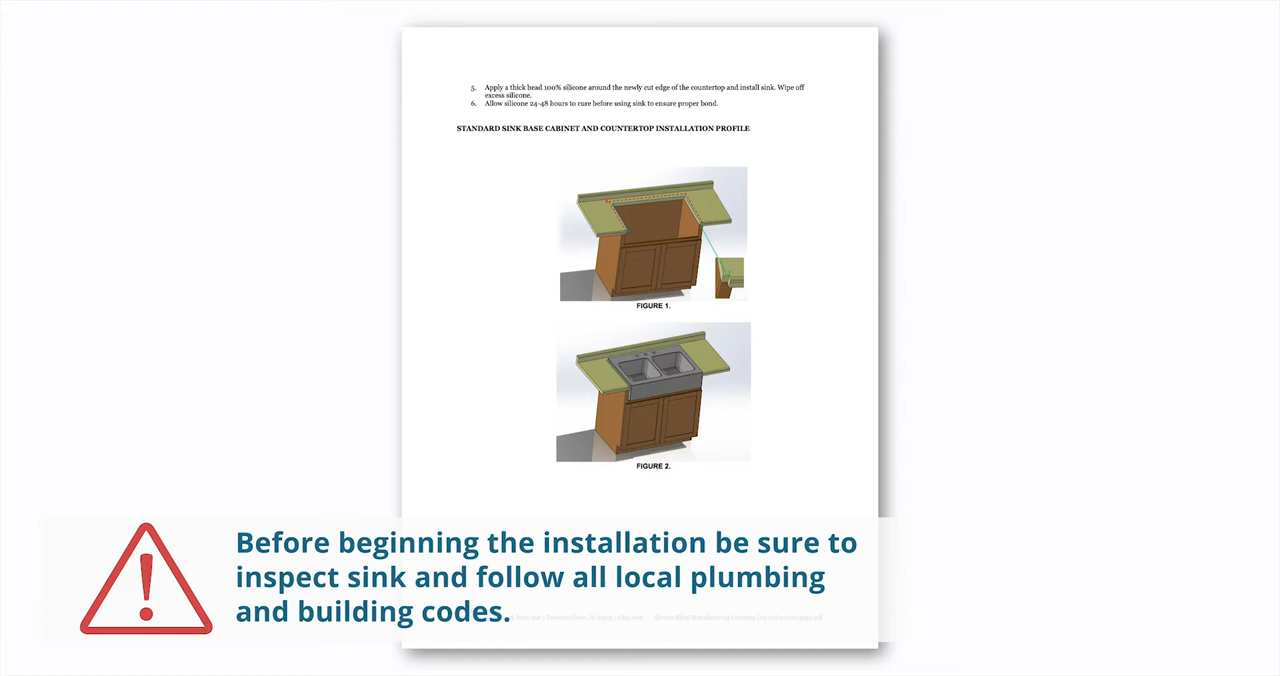 5. Apply a thick bead 100% silicone around the newly cut edge of the countertop and install sink. Wipe off
excess silicone.
6. Allow silicone 24-48 hours to cure before using sink to ensure proper bond.
STANDARD SINK BASE CABINET AND COUNTERTOP INSTALLATION PROFILE
FIGURE 1.
FIGURE 2.
Before beginning the installation be sure to
inspect sink and follow all local plumbing
and building codes.